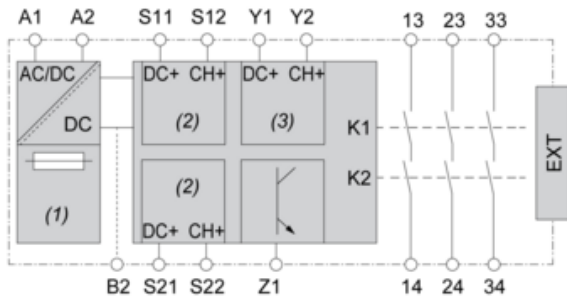 A1 A2 S11 S12 Y1 Y2 13 23 33
AC/DC DC+ CH+ DC+ CH+
DC (2) (3) K1
EXT
(2) K2
(1) DC+ CH+
B2 S21 S22 Z1 14 24 34